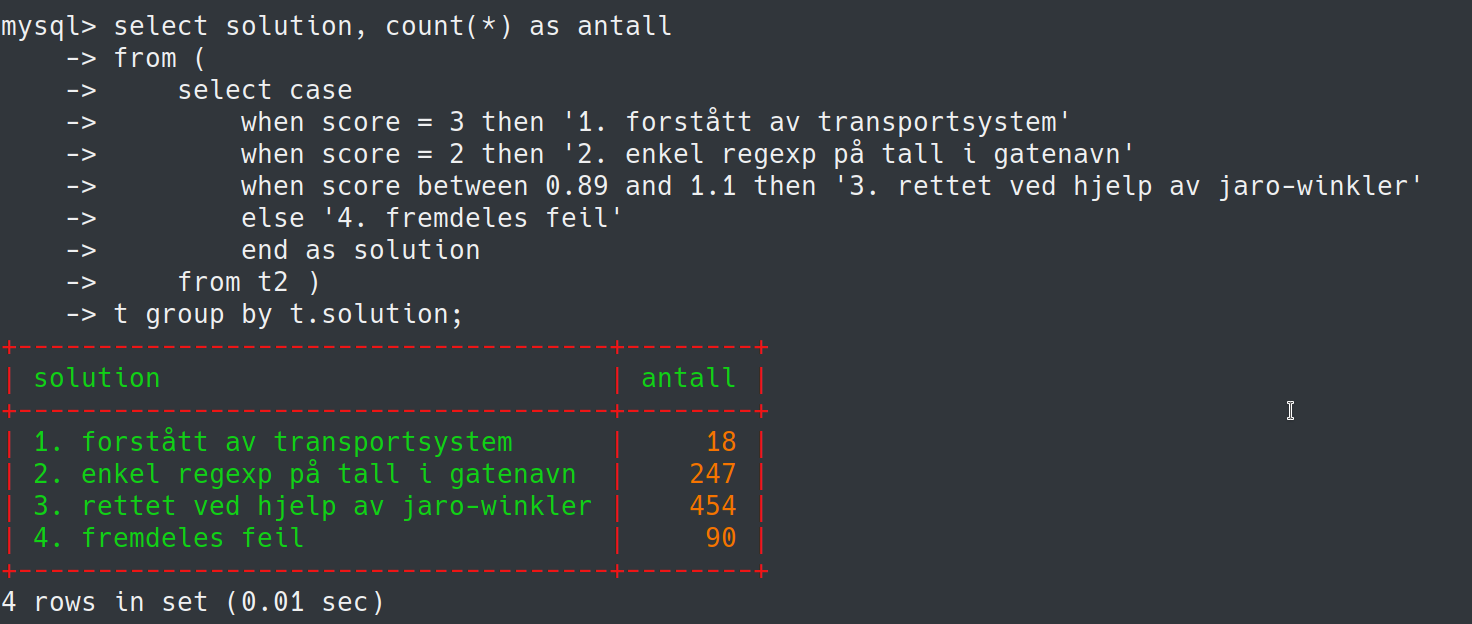 mysql> select solution, count(*) as antall
    -> from (
    ->     select case
    ->         when score = 3 then '1. forstått av transportsystem'
    ->         when score = 2 then '2. enkel regexp på tall i gatenavn'
    ->         when score between 0.89 and 1.1 then '3. rettet ved hjelp av jaro-winkler'
    ->         else '4. fremdeles feil'
    ->         end as solution
    ->     from t2 )
    -> t group by t.solution;
+-------------------------------------+--------+
| solution                            | antall |
+-------------------------------------+--------+
| 1. forstått av transportsystem      |     18 |
| 2. enkel regexp på tall i gatenavn  |    247 |
| 3. rettet ved hjelp av jaro-winkler |    454 |
| 4. fremdeles feil                   |     90 |
+-------------------------------------+--------+
4 rows in set (0.01 sec)